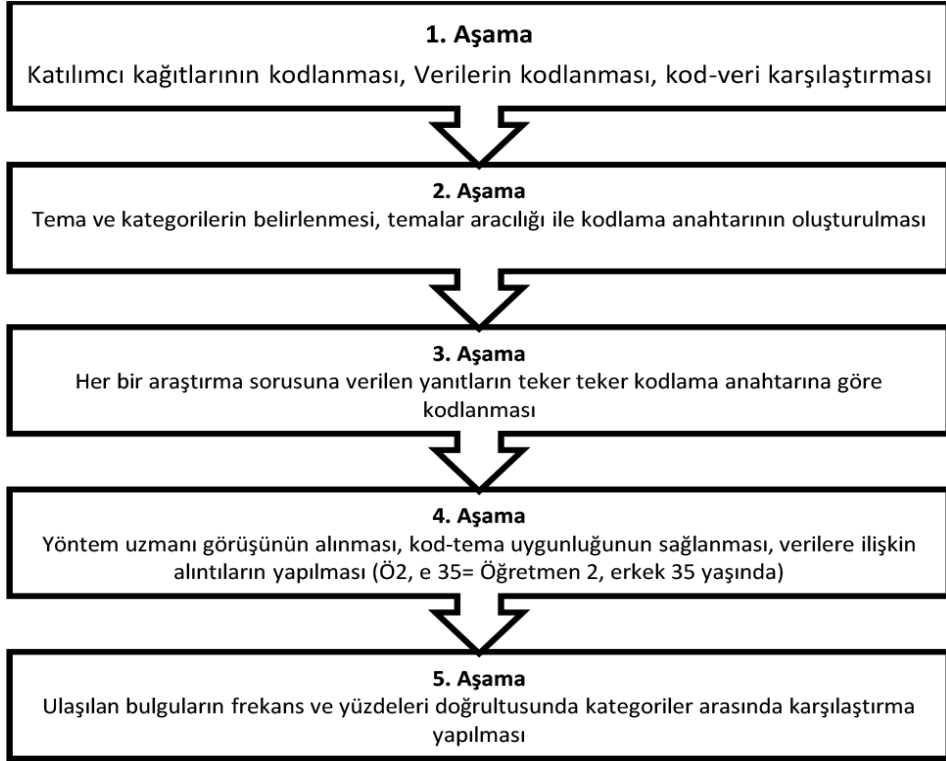 1. Aşama
Katılımcı kağıtlarının kodlanması, Verilerin kodlanması, kod-veri karşılaştırması
2. Aşama
Tema ve kategorilerin belirlenmesi, temalar aracılığı ile kodlama anahtarının oluşturulması
3. Aşama
Her bir araştırma sorusuna verilen yanıtların teker teker kodlama anahtarına göre
kodlanması
4. Aşama
Yöntem uzmanı görüşünün alınması, kod-tema uygunluğunun sağlanması, verilere ilişkin
alıntıların yapılması (Ö2, e 35= Öğretmen 2, erkek 35 yaşında)
5. Aşama
Ulaşılan bulguların frekans ve yüzdeleri doğrultusunda kategoriler arasında karşılaştırma
yapılması